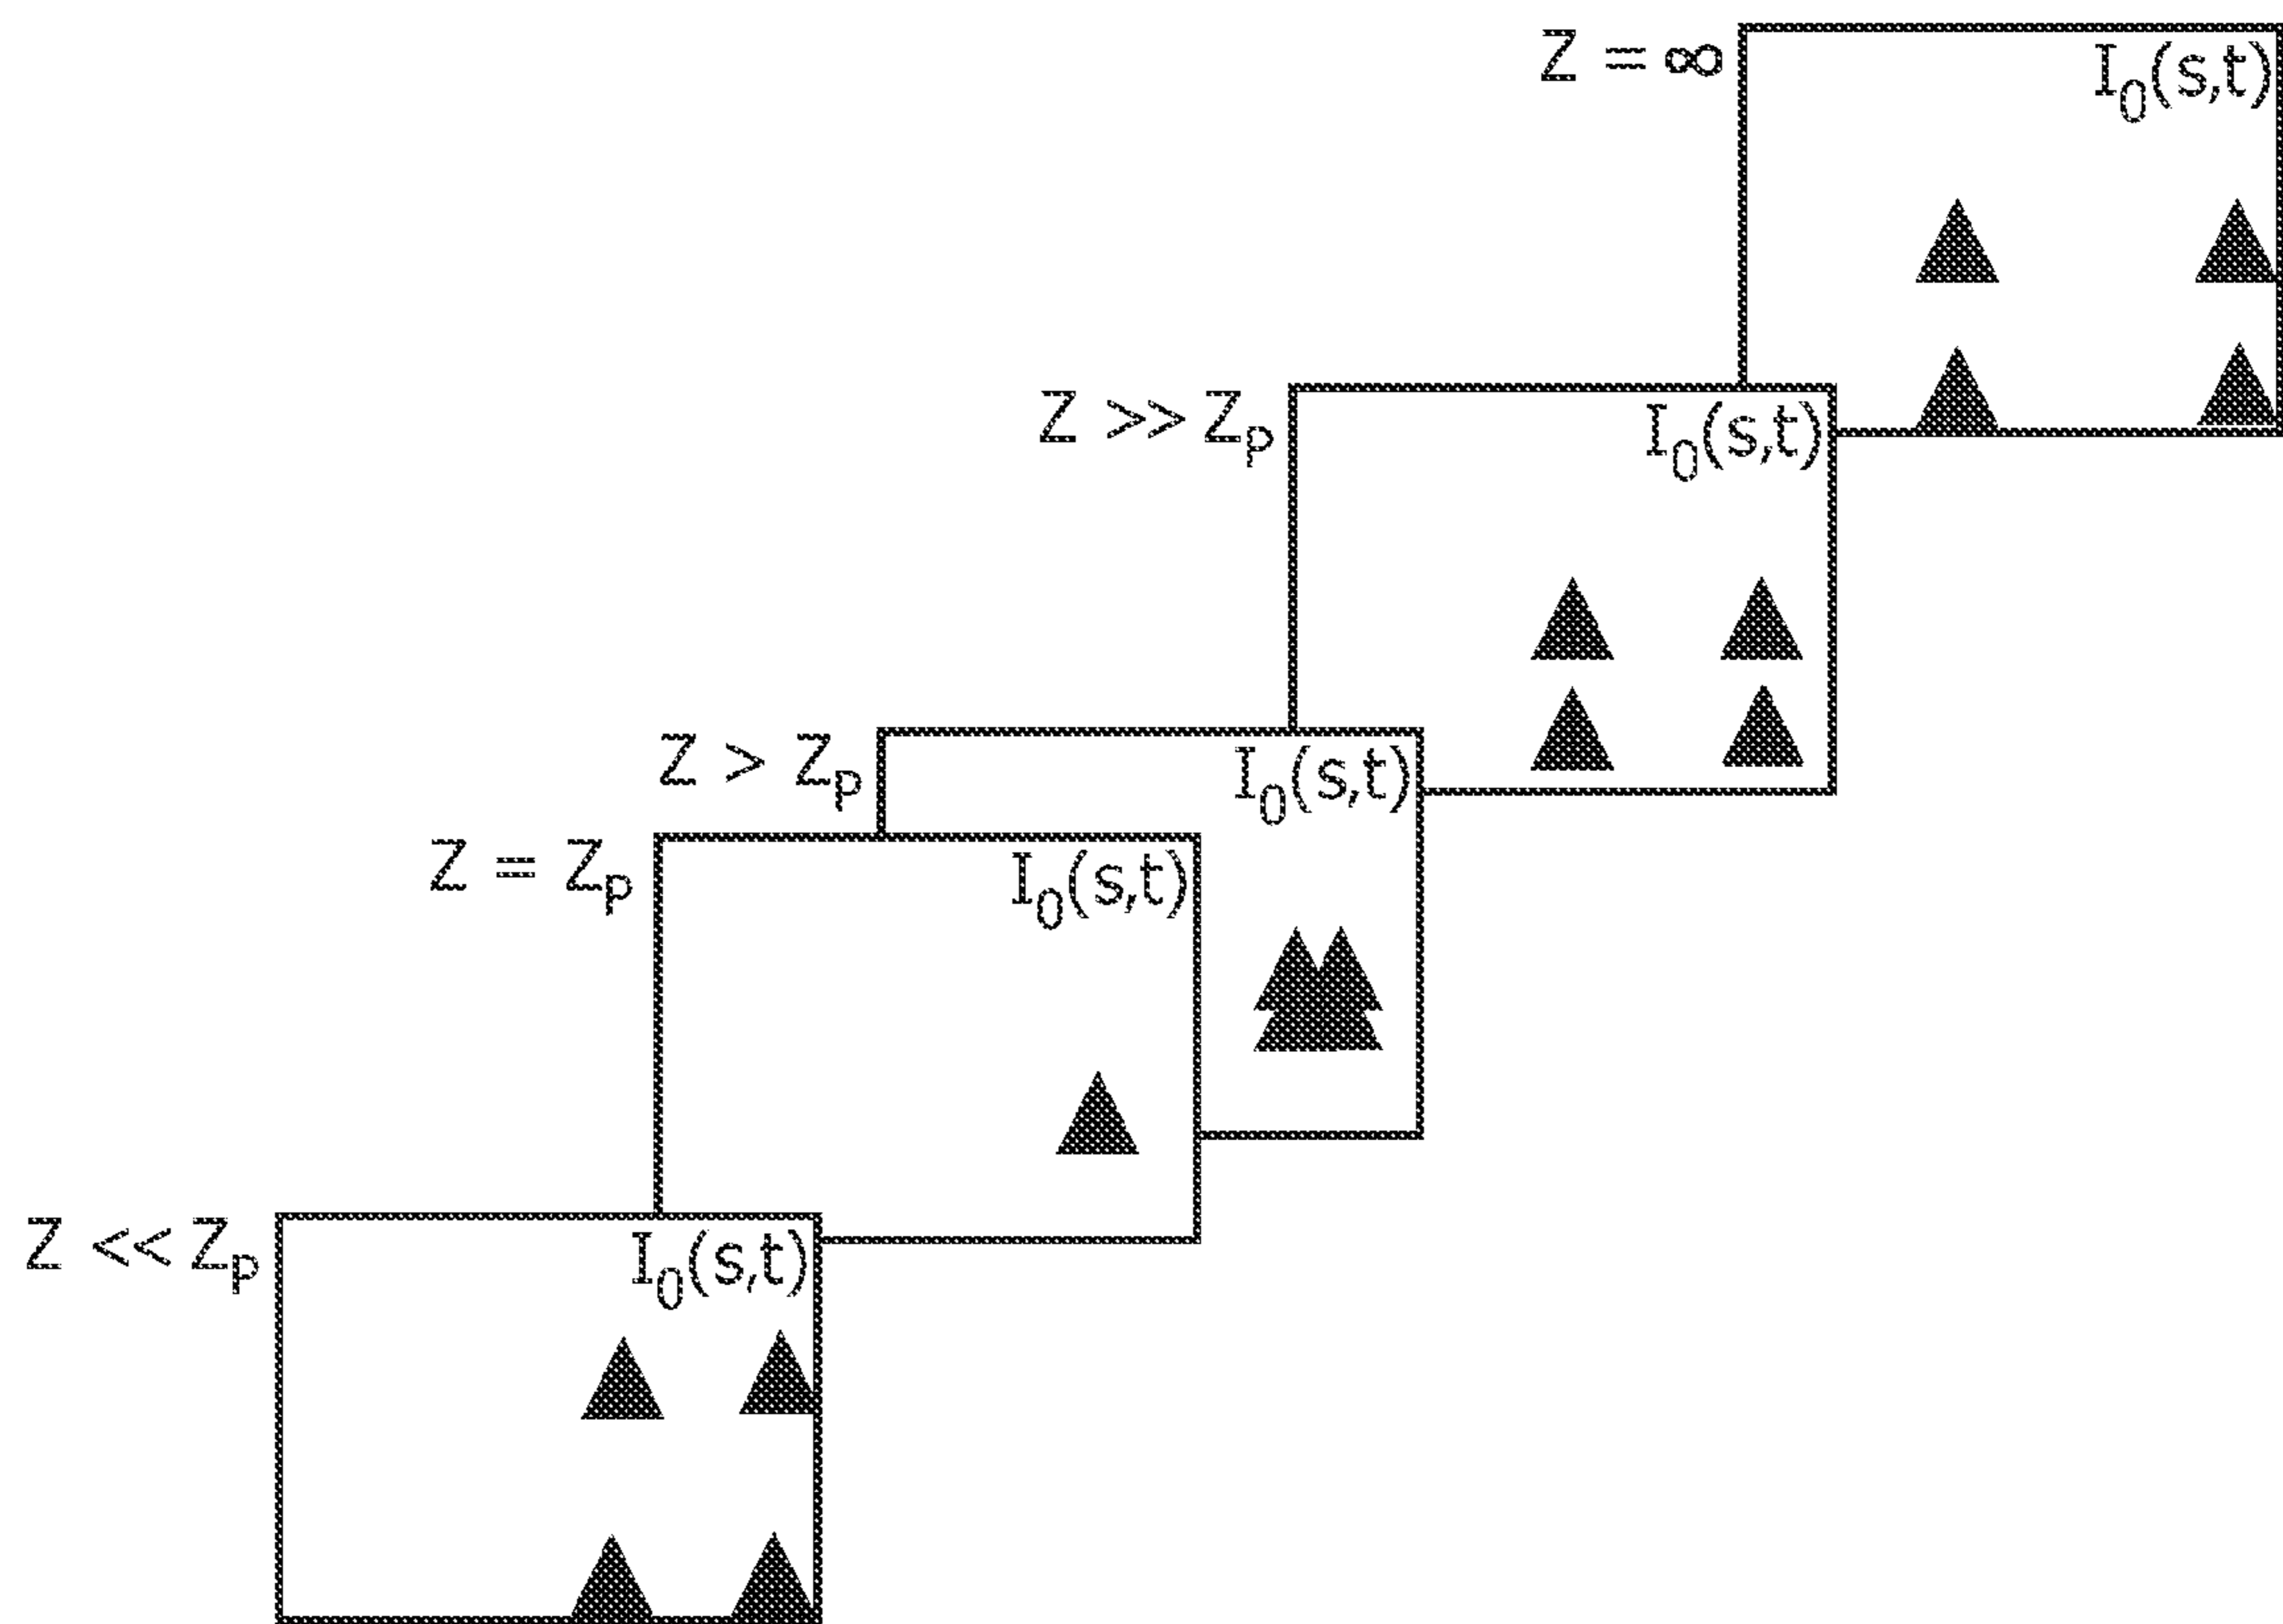 Z = ∞
I₀(s,t)
Z >> Zₚ
I₀(s,t)
Z > Zₚ
I₀(s,t)
Z = Zₚ
I₀(s,t)
Z << Zₚ
I₀(s,t)